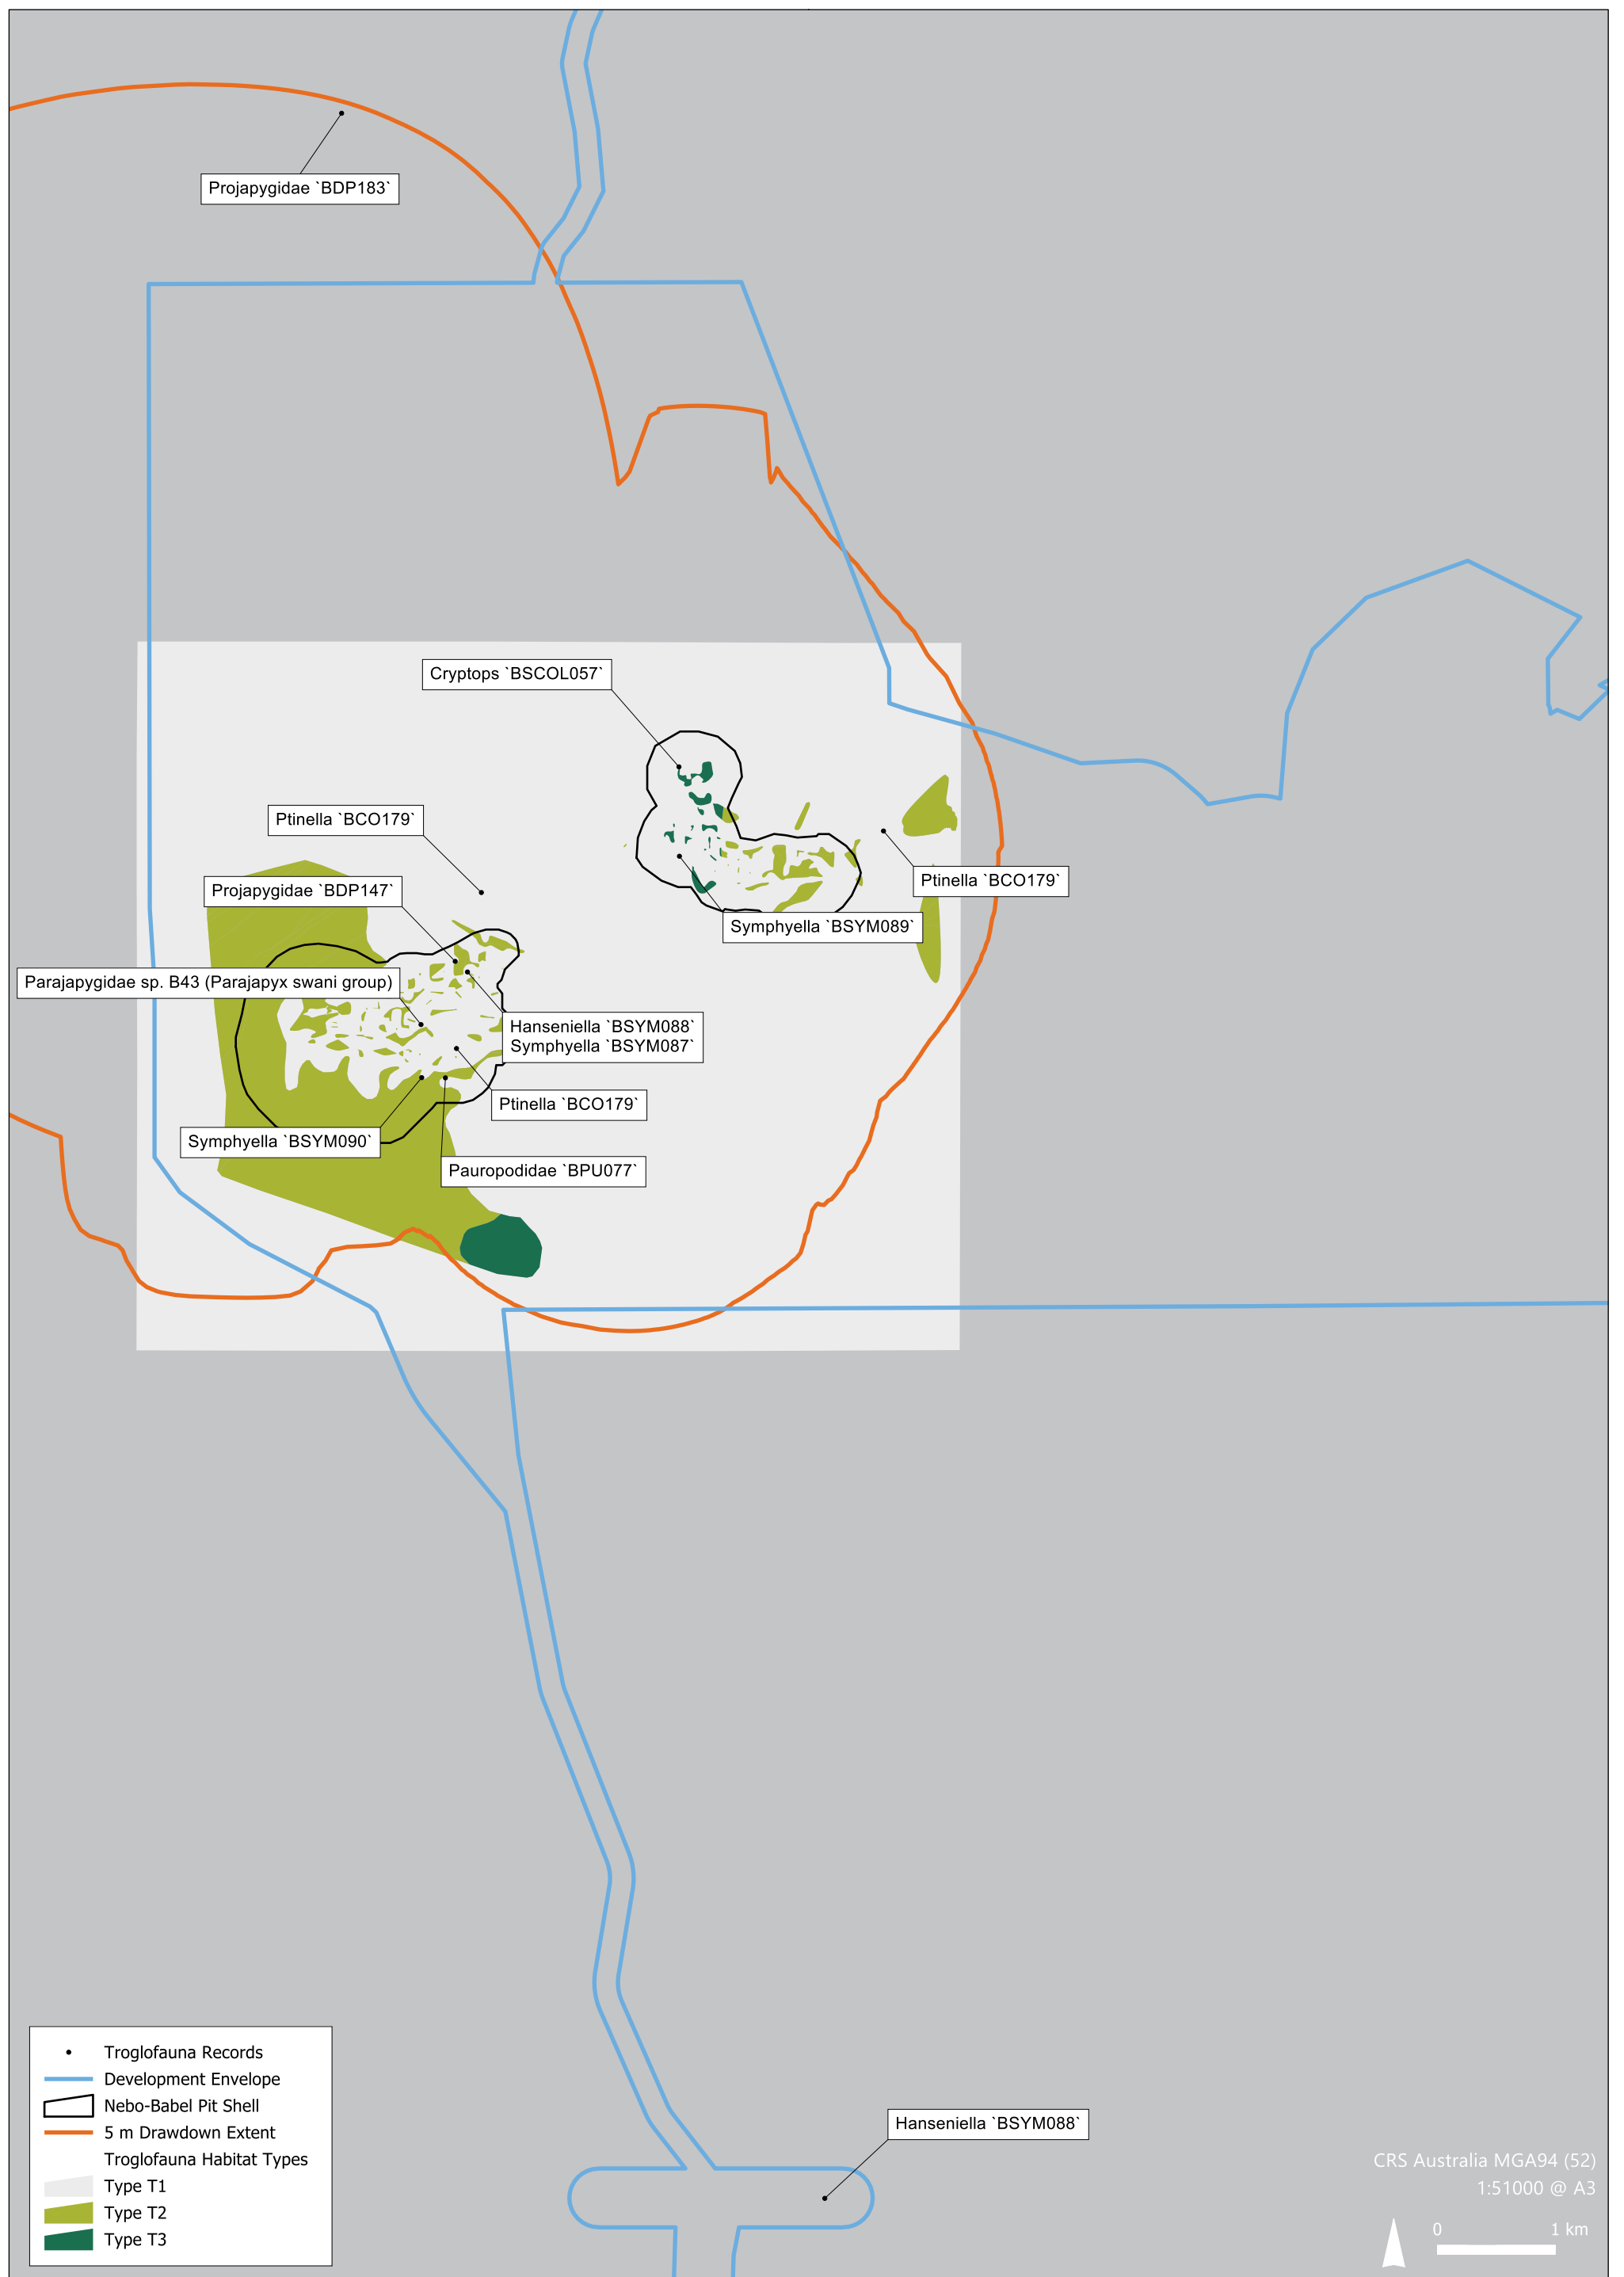 Projapygidae `BDP183`
Cryptops `BSCOL057`
Ptinella `BCO179`
Projapygidae `BDP147`
Ptinella `BCO179`
Symphyella `BSYM089`
Parajapygidae sp. B43 (Parajapyx swani group)
Hanseniella `BSYM088`
Symphyella `BSYM087`
Ptinella `BCO179`
Symphyella `BSYM090`
Pauropodidae `BPU077`
Hanseniella `BSYM088`
Troglofauna Records
Development Envelope
Nebo-Babel Pit Shell
5 m Drawdown Extent
Troglofauna Habitat Types
Type T1
Type T2
Type T3
CRS Australia MGA94 (52)
1:51000 @ A3
0 1 km